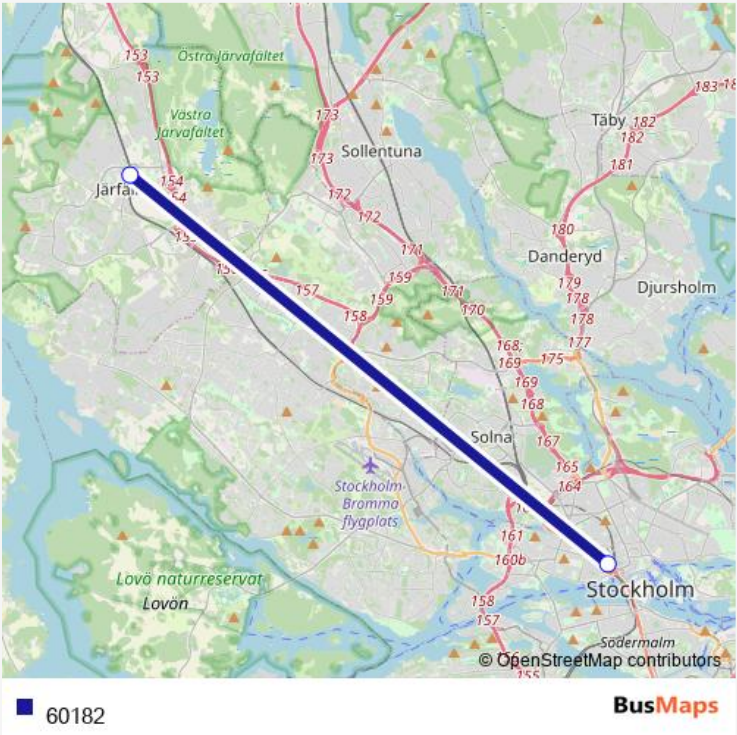 153
153
Östra Järvafältet
183
18
Västra
Järvafältet
173
Täby
182
182
173
Sollentuna
181
154
172
172
180
171
Danderyd
157
159
159
171
179
Djursholm
178
158
170
178
168;
169
177
175
169
168
Solna
167
165
164
Stockholm-
Bromma
flygplats
161
160b
Lovö naturreservat
Lovön
Stockholm
158
157
Södermalm
© OpenStreetMap contributors
155
60182
BusMaps